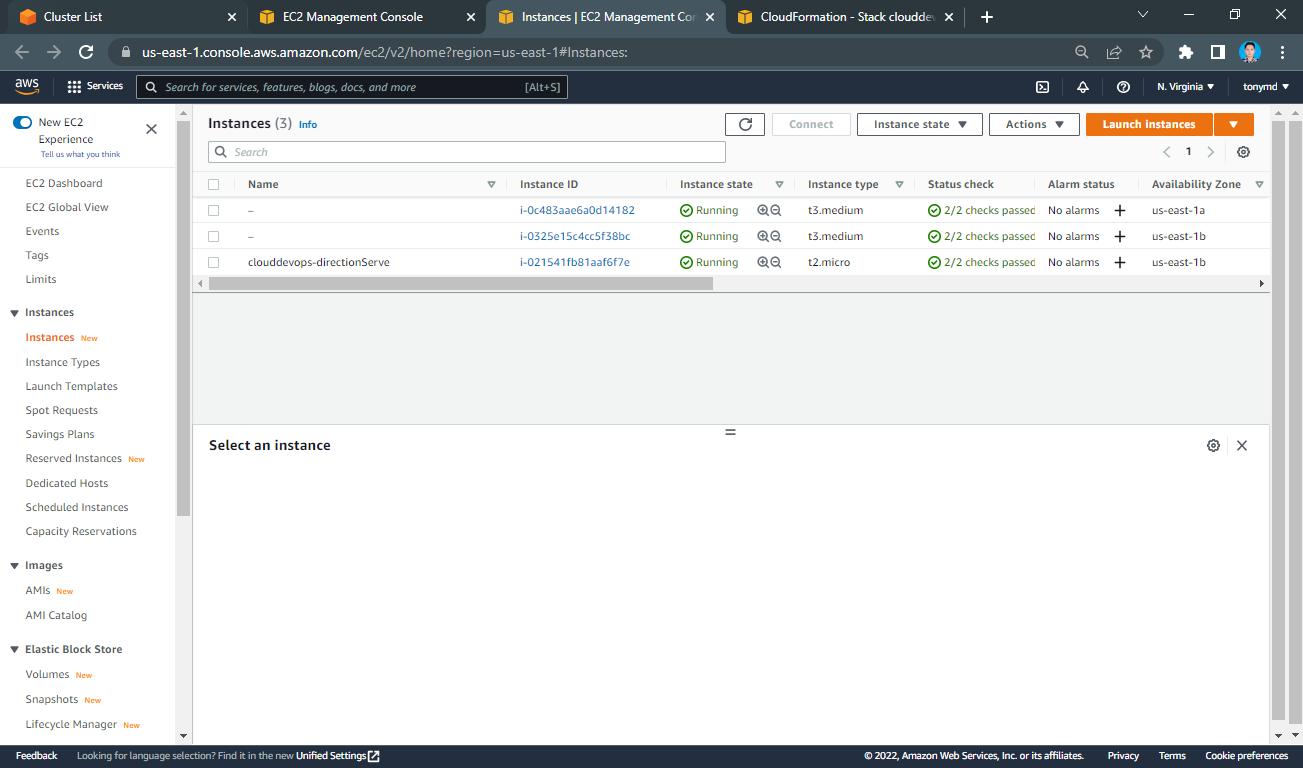 Cluster List
EC2 Management Console
Instances | EC2 Management Con
CloudFormation - Stack clouddev
us-east-1.console.aws.amazon.com/ec2/v2/home?region=us-east-1#Instances:
aws
Services
Search for services, features, blogs, docs, and more
[Alt+S]
N. Virginia
tonymd
New EC2
Experience
Tell us what you think
EC2 Dashboard
EC2 Global View
Events
Tags
Limits
Instances
Instances New
Instance Types
Launch Templates
Spot Requests
Savings Plans
Reserved Instances New
Dedicated Hosts
Scheduled Instances
Capacity Reservations
Images
AMIs New
AMI Catalog
Elastic Block Store
Volumes New
Snapshots New
Lifecycle Manager New
Instances (3) Info
Connect
Instance state
Actions
Launch instances
Search
1
Name Instance ID Instance state Instance type Status check Alarm status Availability Zone
– i-0c483aae6a0d14182 Running t3.medium 2/2 checks passed No alarms + us-east-1a
– i-0325e15c4cc5f38bc Running t3.medium 2/2 checks passed No alarms + us-east-1b
clouddevops-directionServe i-021541fb81aaf6f7e Running t2.micro 2/2 checks passed No alarms + us-east-1b
Select an instance
Feedback
Looking for language selection? Find it in the new Unified Settings
© 2022, Amazon Web Services, Inc. or its affiliates.
Privacy
Terms
Cookie preferences